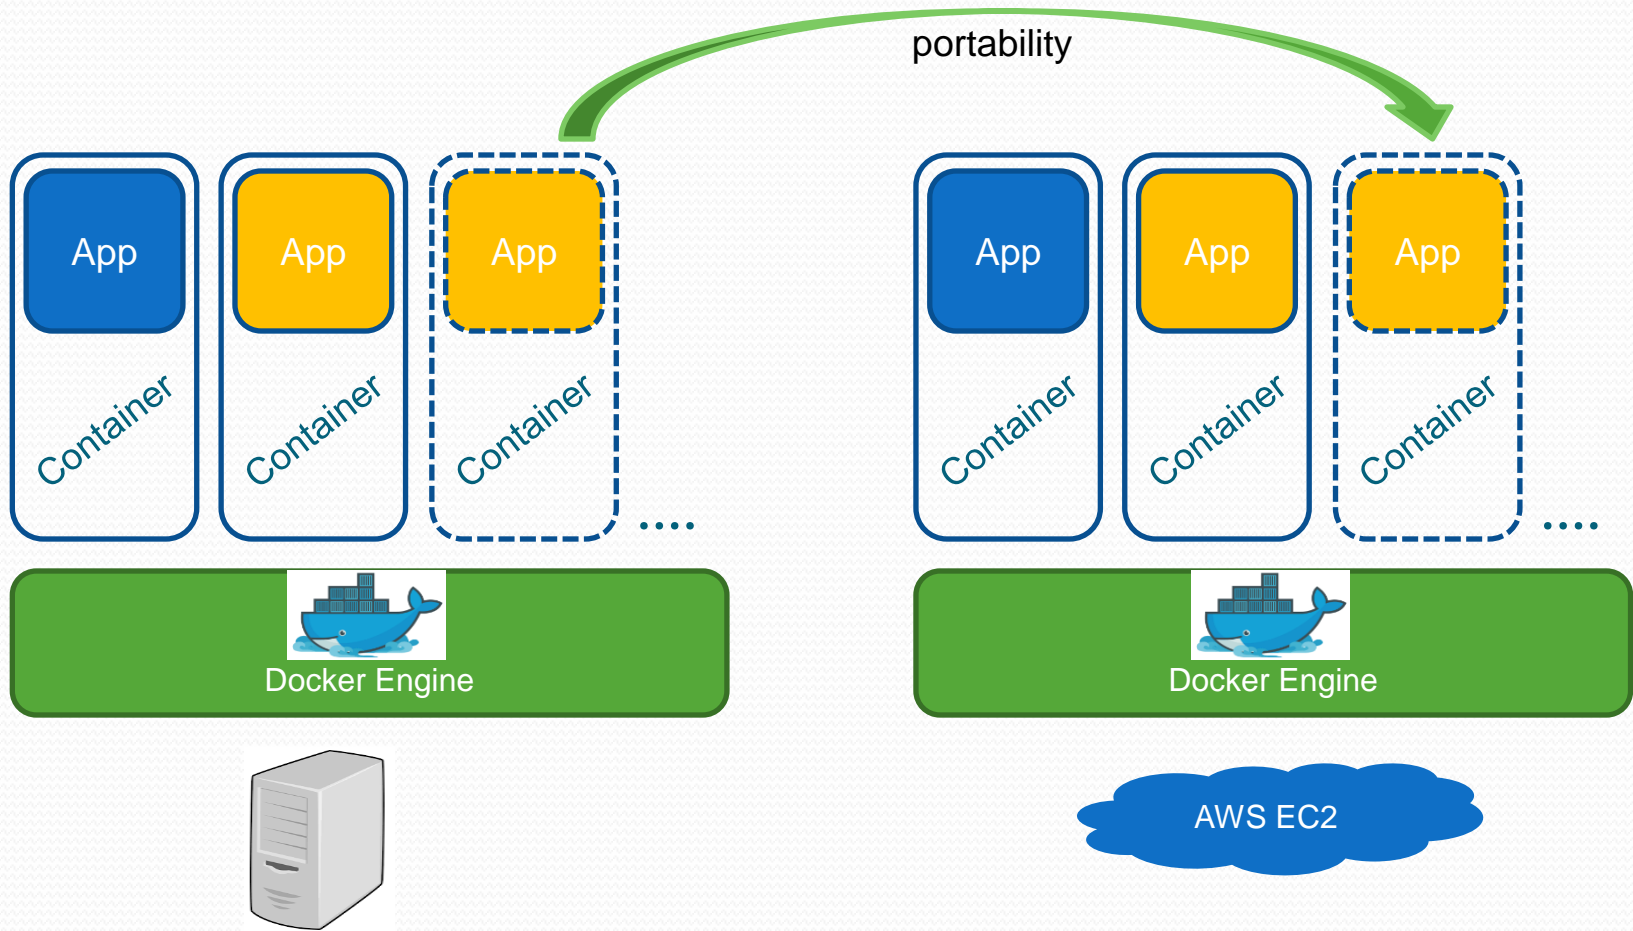 portability
App
App
App
App
App
App
Container
Container
Container
....
Container
Container
Container
....
Docker Engine
Docker Engine
AWS EC2